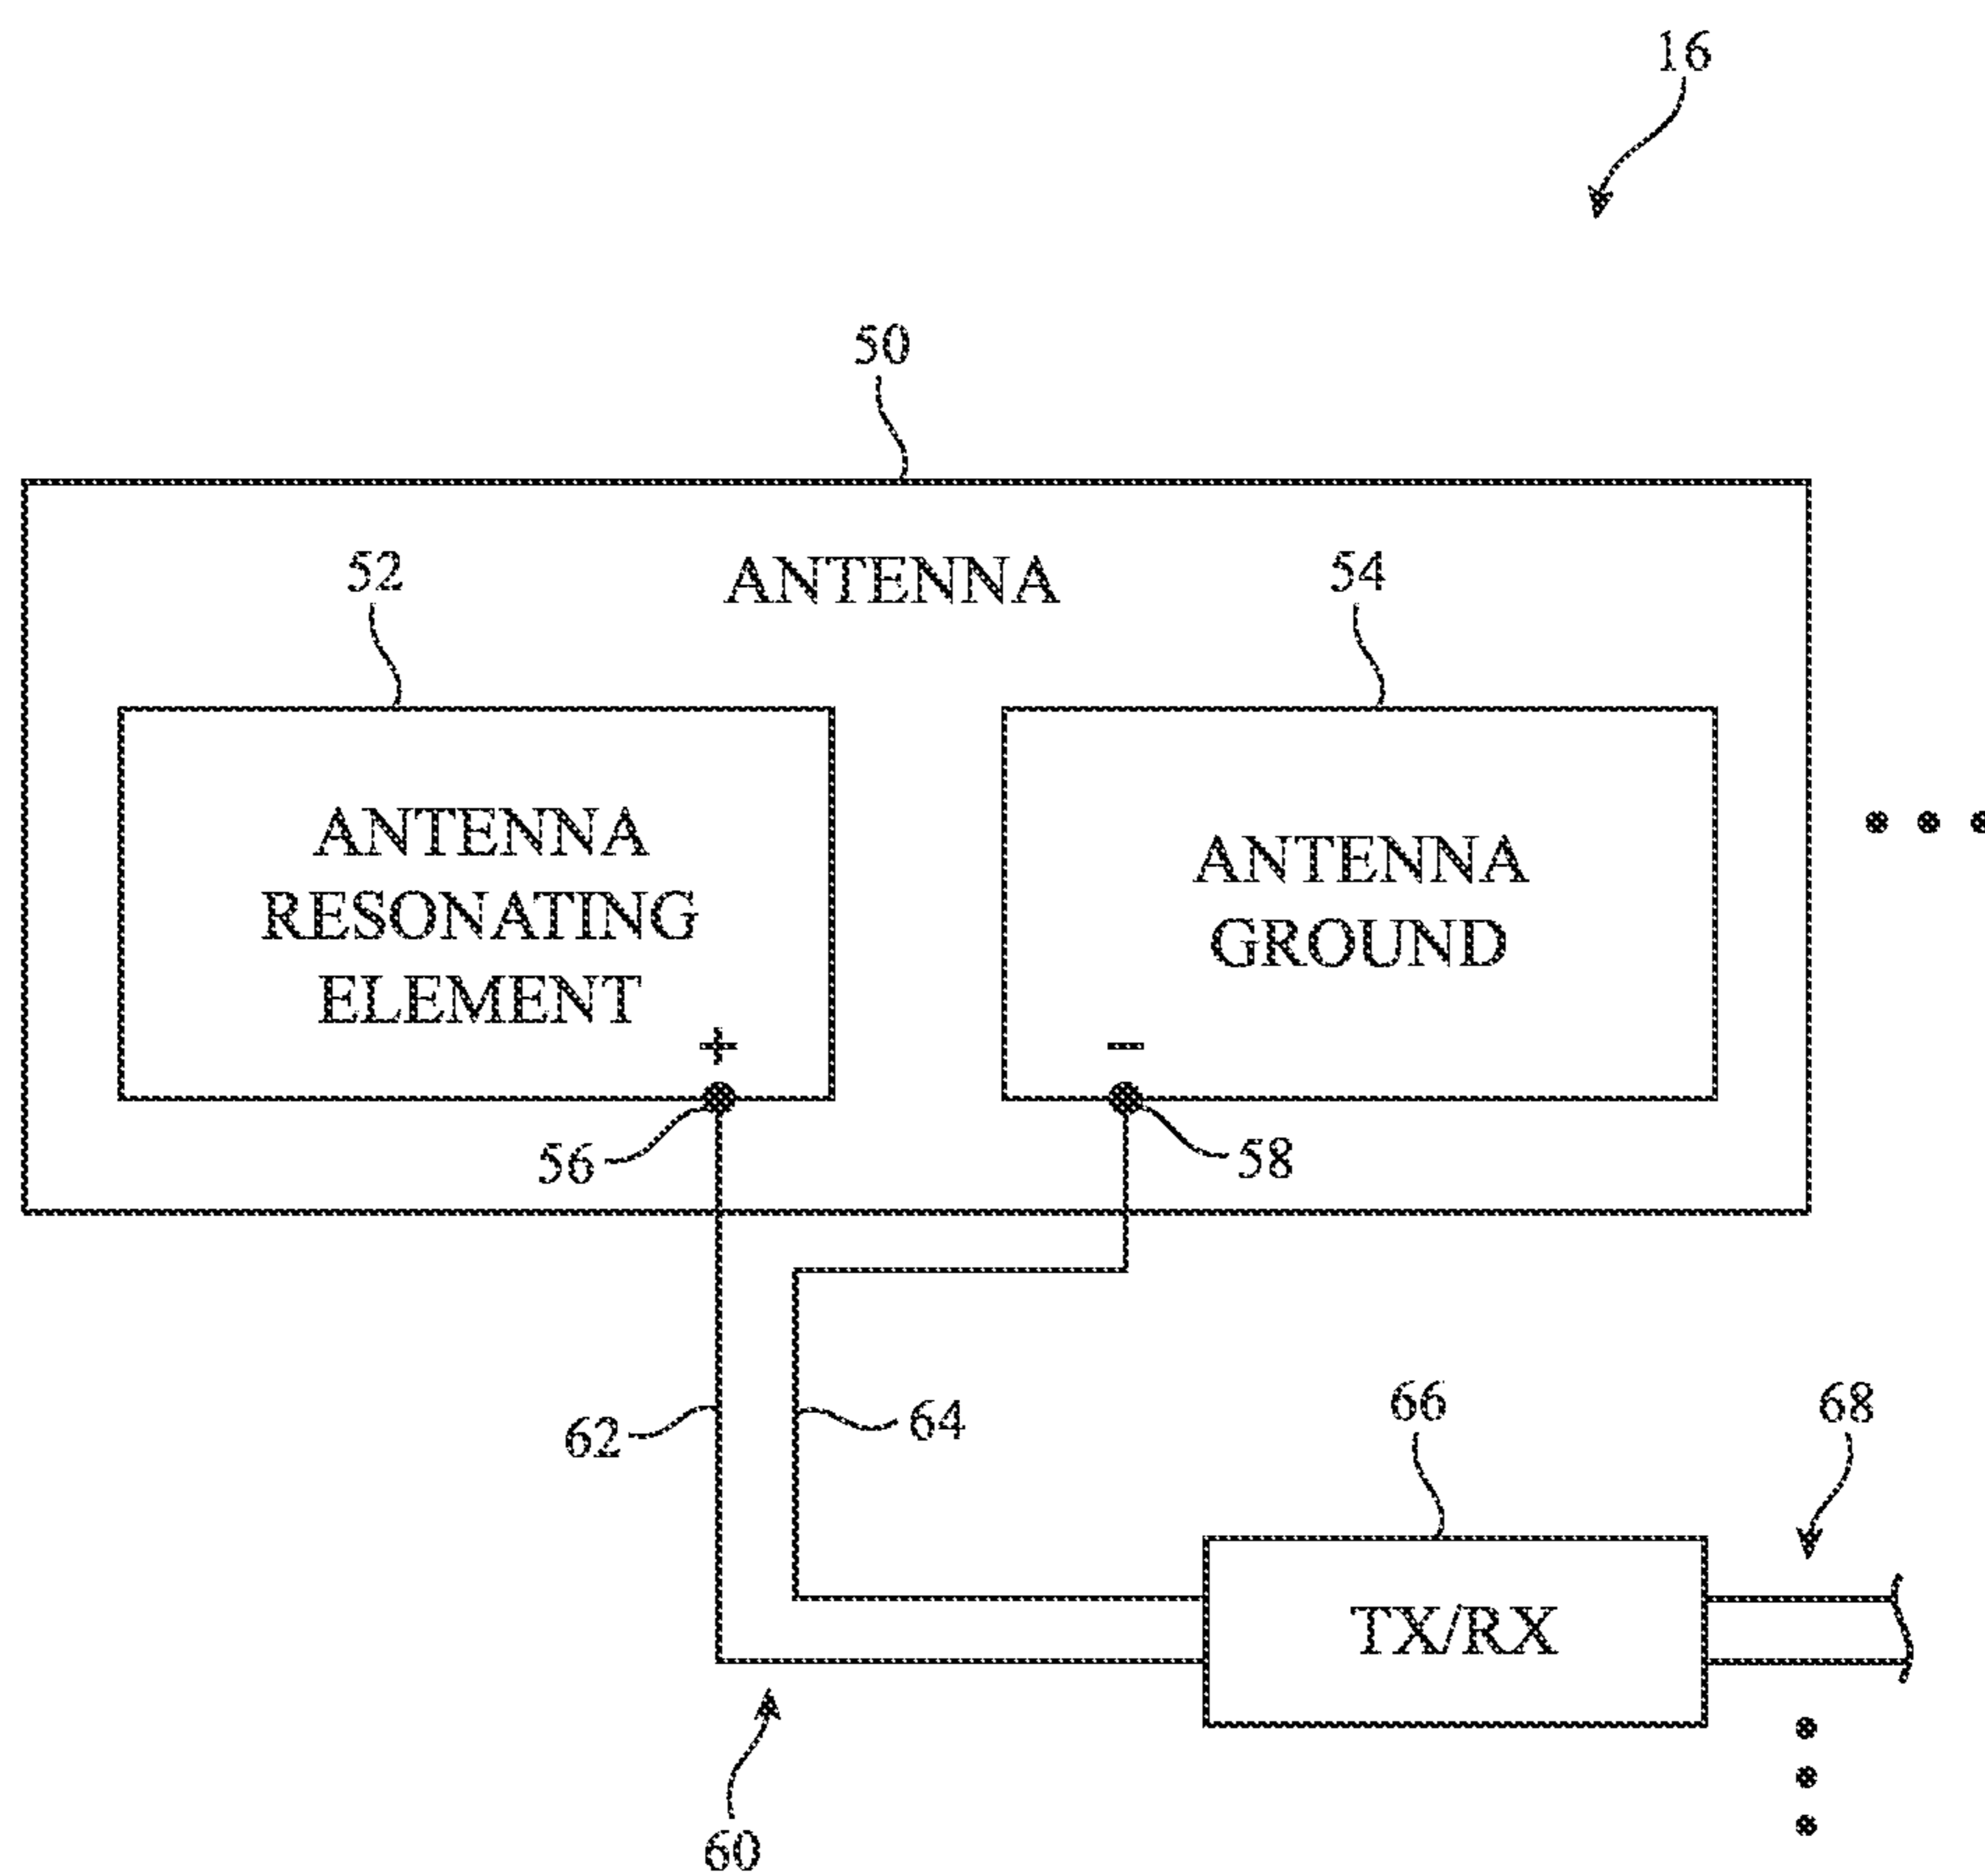 16
50
ANTENNA
52
54
ANTENNA
RESONATING
ELEMENT
+
ANTENNA
GROUND
−
56
58
62
64
66
68
TX/RX
60